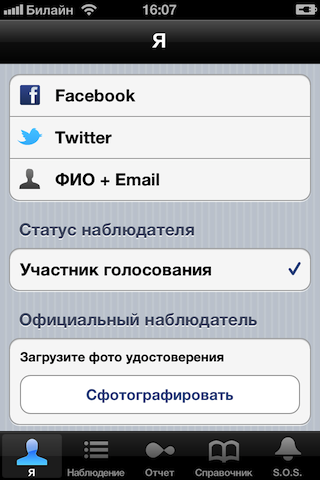 Билайн 16:07
Я
Facebook
Twitter
ФИО + Email
Статус наблюдателя
Участник голосования
Официальный наблюдатель
Загрузите фото удостоверения
Сфотографировать
Я Наблюдение Отчет Справочник S.O.S.